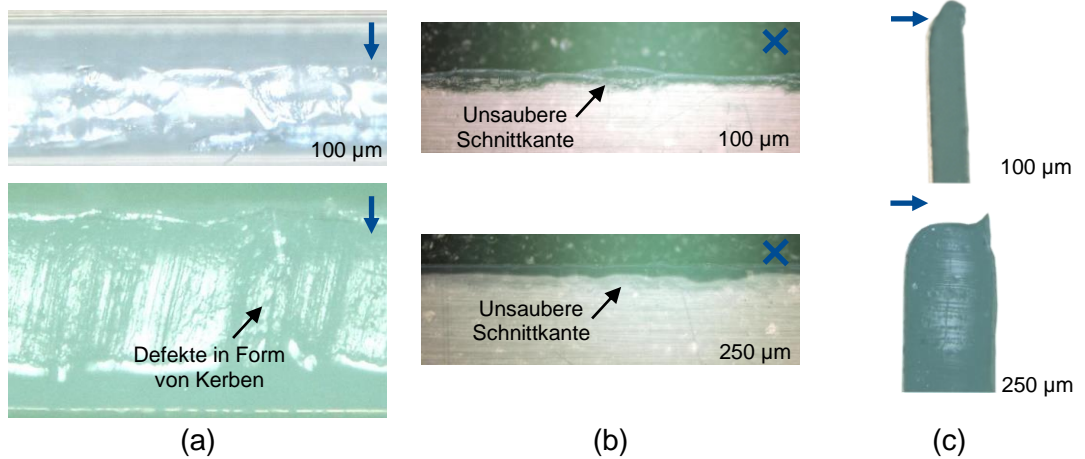 100 µm
Defekte in Form
von Kerben
(a)
Unsaubere
Schnittkante
100 µm
Unsaubere
Schnittkante
250 µm
(b)
100 µm
250 µm
(c)